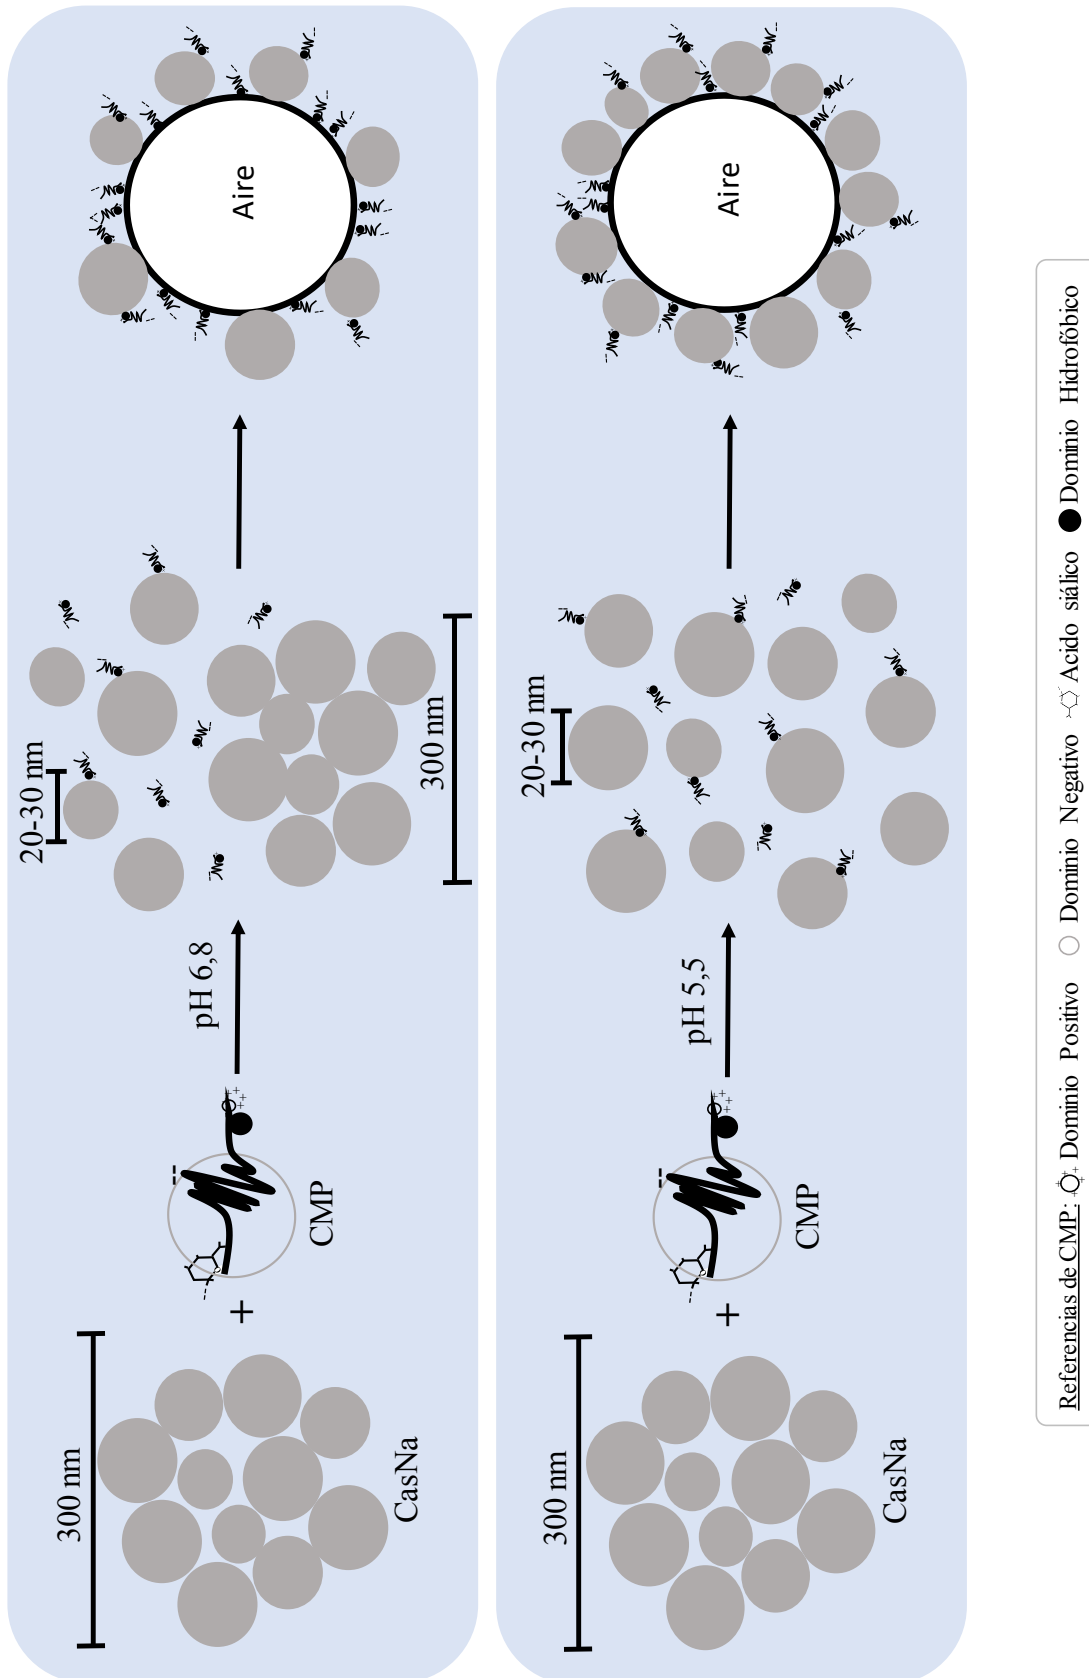 300 nm
CasNa
+
CMP
pH 6,8
20-30 nm
300 nm
Aire
300 nm
CasNa
+
CMP
pH 5,5
20-30 nm
Aire
Referencias de CMP: Dominio Positivo Dominio Negativo Acido siálico Dominio Hidrofóbico